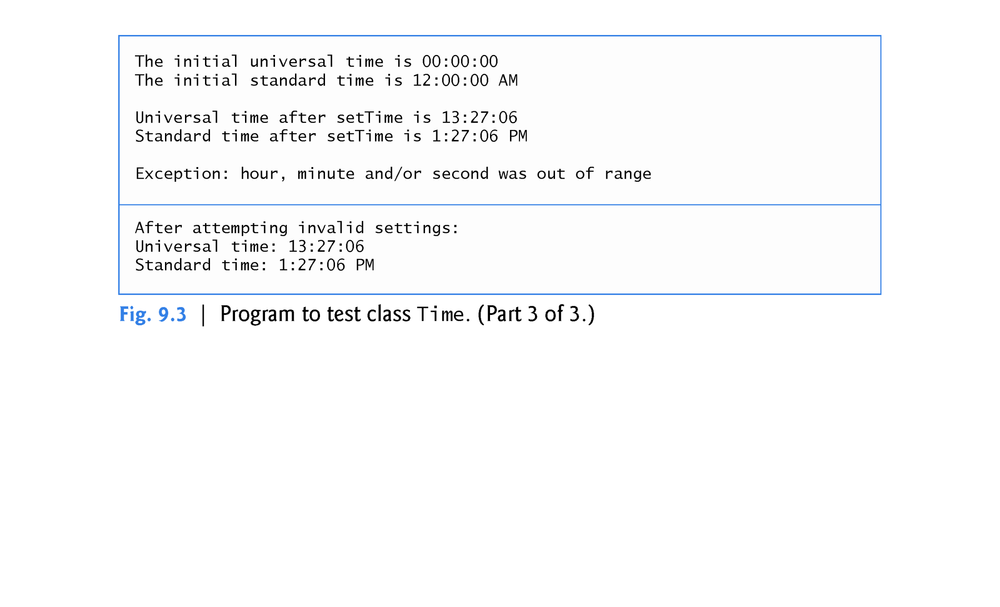 The initial universal time is 00:00:00
The initial standard time is 12:00:00 AM
Universal time after setTime is 13:27:06
Standard time after setTime is 1:27:06 PM
Exception: hour, minute and/or second was out of range
After attempting invalid settings:
Universal time: 13:27:06
Standard time: 1:27:06 PM
Fig. 9.3 | Program to test class Time. (Part 3 of 3.)